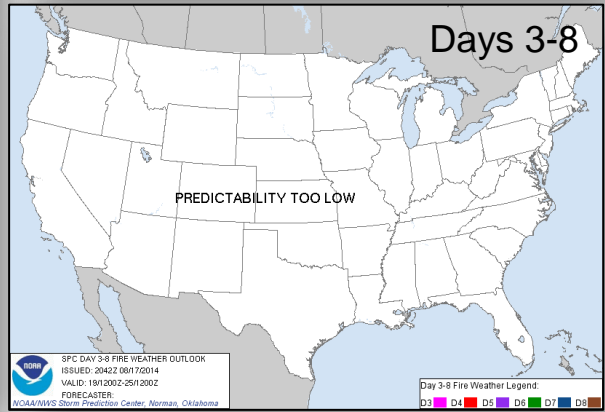 Days 3-8
PREDICTABILITY TOO LOW
NOAA
SPC DAY 3-8 FIRE WEATHER OUTLOOK
ISSUED: 2042Z 08/17/2014
VALID: 19/1200Z-25/1200Z
FORECASTER:
NOAA/NWS Storm Prediction Center, Norman, Oklahoma
Day 3-8 Fire Weather Legend:
D3 D4 D5 D6 D7 D8